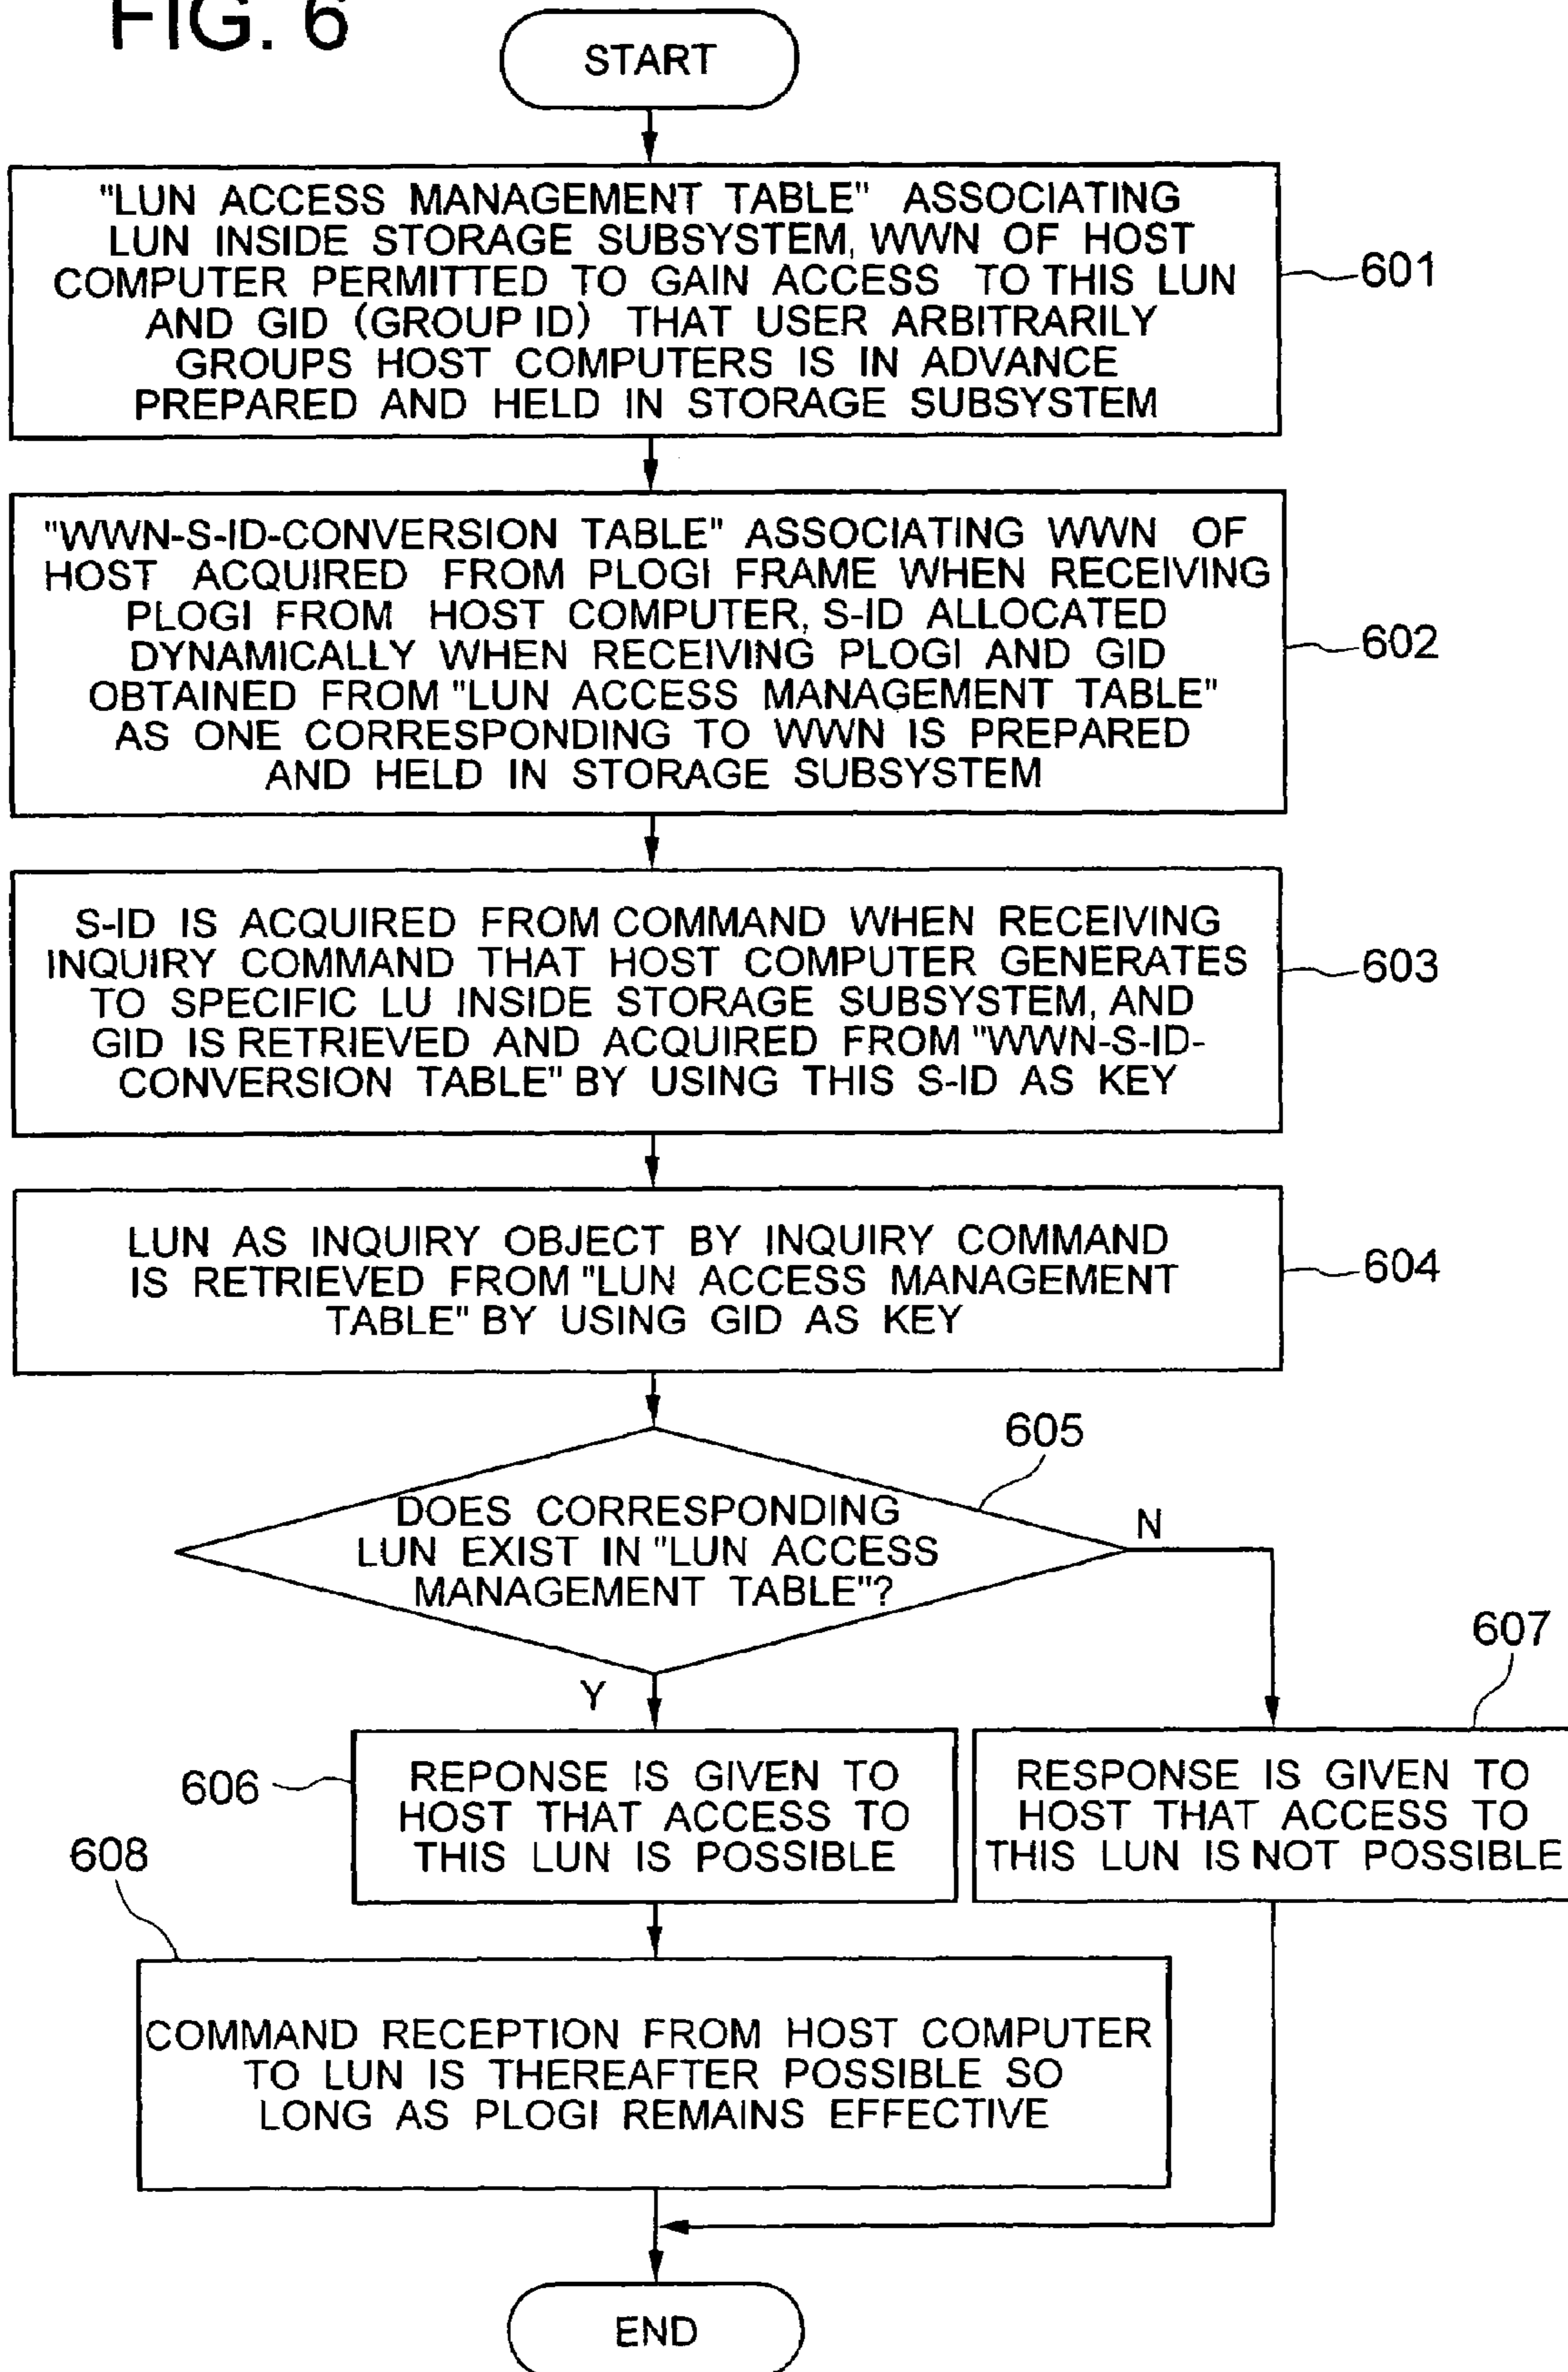 FIG. 6
START
"LUN ACCESS MANAGEMENT TABLE" ASSOCIATING
LUN INSIDE STORAGE SUBSYSTEM, WWN OF HOST
COMPUTER PERMITTED TO GAIN ACCESS TO THIS LUN
AND GID (GROUP ID) THAT USER ARBITRARILY
GROUPS HOST COMPUTERS IS IN ADVANCE
PREPARED AND HELD IN STORAGE SUBSYSTEM
601
"WWN-S-ID-CONVERSION TABLE" ASSOCIATING WWN OF
HOST ACQUIRED FROM PLOGI FRAME WHEN RECEIVING
PLOGI FROM HOST COMPUTER, S-ID ALLOCATED
DYNAMICALLY WHEN RECEIVING PLOGI AND GID
OBTAINED FROM "LUN ACCESS MANAGEMENT TABLE"
AS ONE CORRESPONDING TO WWN IS PREPARED
AND HELD IN STORAGE SUBSYSTEM
602
S-ID IS ACQUIRED FROM COMMAND WHEN RECEIVING
INQUIRY COMMAND THAT HOST COMPUTER GENERATES
TO SPECIFIC LU INSIDE STORAGE SUBSYSTEM, AND
GID IS RETRIEVED AND ACQUIRED FROM "WWN-S-ID-
CONVERSION TABLE" BY USING THIS S-ID AS KEY
603
LUN AS INQUIRY OBJECT BY INQUIRY COMMAND
IS RETRIEVED FROM "LUN ACCESS MANAGEMENT
TABLE" BY USING GID AS KEY
604
605
DOES CORRESPONDING
LUN EXIST IN "LUN ACCESS
MANAGEMENT TABLE"?
N
Y
607
606
REPONSE IS GIVEN TO
HOST THAT ACCESS TO
THIS LUN IS POSSIBLE
RESPONSE IS GIVEN TO
HOST THAT ACCESS TO
THIS LUN IS NOT POSSIBLE
608
COMMAND RECEPTION FROM HOST COMPUTER
TO LUN IS THEREAFTER POSSIBLE SO
LONG AS PLOGI REMAINS EFFECTIVE
END